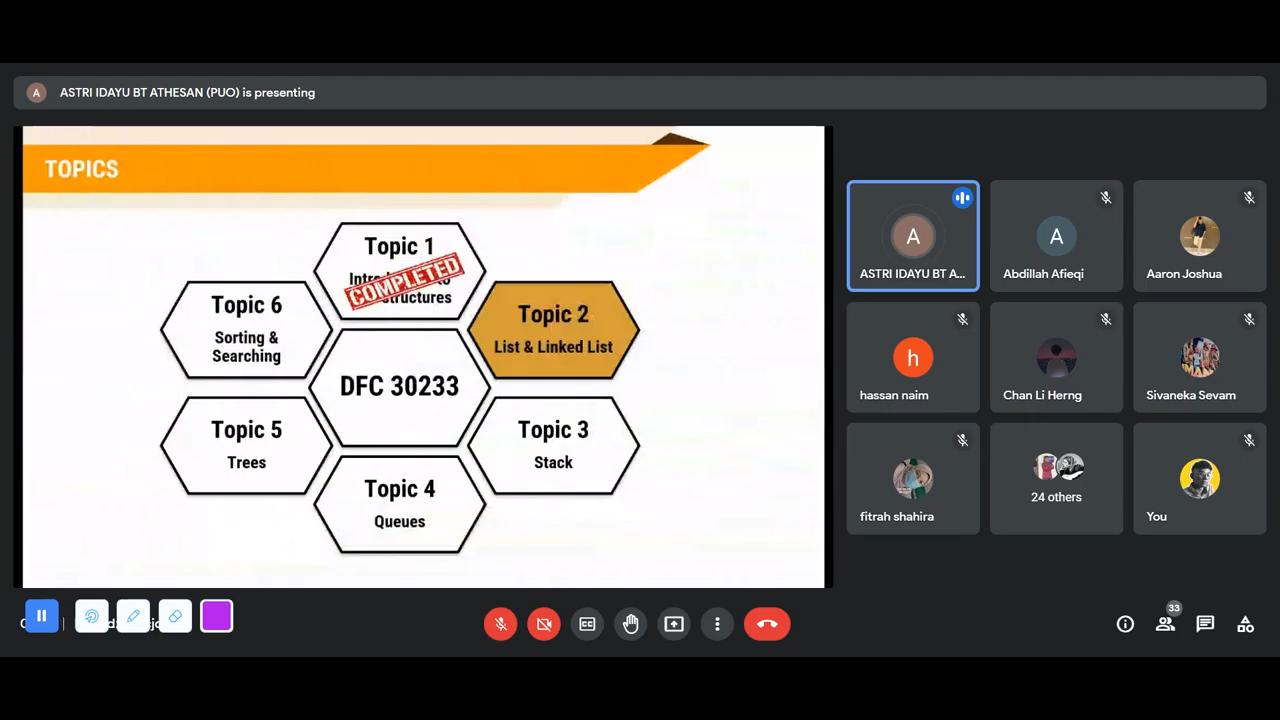 A
ASTRI IDAYU BT ATHESAN (PUO) is presenting
TOPICS
Topic 1
COMPLETED
structures
Topic 2
List & Linked List
Topic 3
Stack
Topic 4
Queues
Topic 5
Trees
Topic 6
Sorting &
Searching
DFC 30233
A
ASTRI IDAYU BT A...
A
Abdillah Afieqi
Aaron Joshua
h
hassan naim
Chan Li Herng
Sivaneka Sevam
fitrah shahira
24 others
You
CC
33